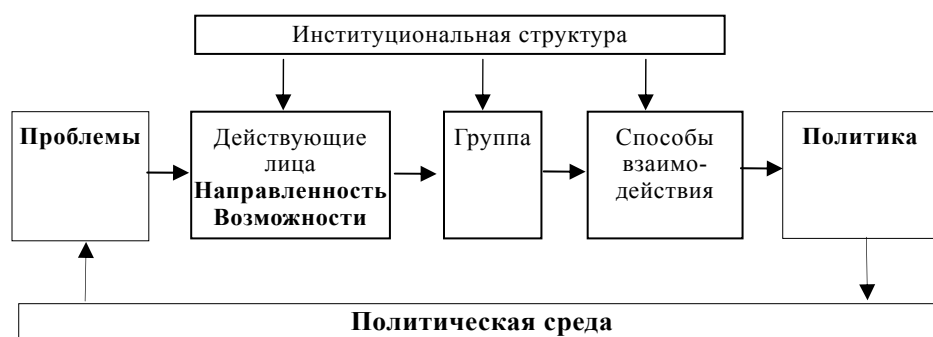 Институциональная структура
Проблемы
Действующие
лица
Направленность
Возможности
Группа
Способы
взаимо-
действия
Политика
Политическая среда